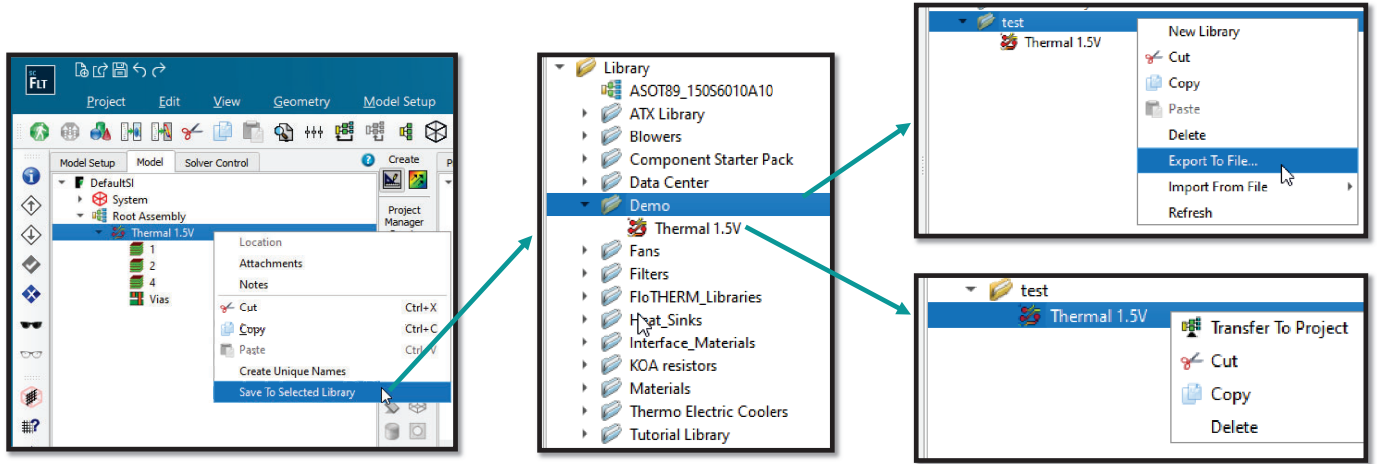 SC
FLT
Project Edit View Geometry Model Setup
Model Setup Model Solver Control Create P
DefaultSI
System
Root Assembly
Thermal 1.5V
1
2
4
Vias
Project
Manager
Location
Attachments
Notes
Cut Ctrl+X
Copy Ctrl+C
Paste Ctrl+V
Create Unique Names
Save To Selected Library
Library
ASOT89_150S6010A10
ATX Library
Blowers
Component Starter Pack
Data Center
Demo
Thermal 1.5V
Fans
Filters
FloTHERM_Libraries
Heat_Sinks
Interface_Materials
KOA resistors
Materials
Thermo Electric Coolers
Tutorial Library
test
Thermal 1.5V
New Library
Cut
Copy
Paste
Delete
Export To File...
Import From File
Refresh
test
Thermal 1.5V
Transfer To Project
Cut
Copy
Delete